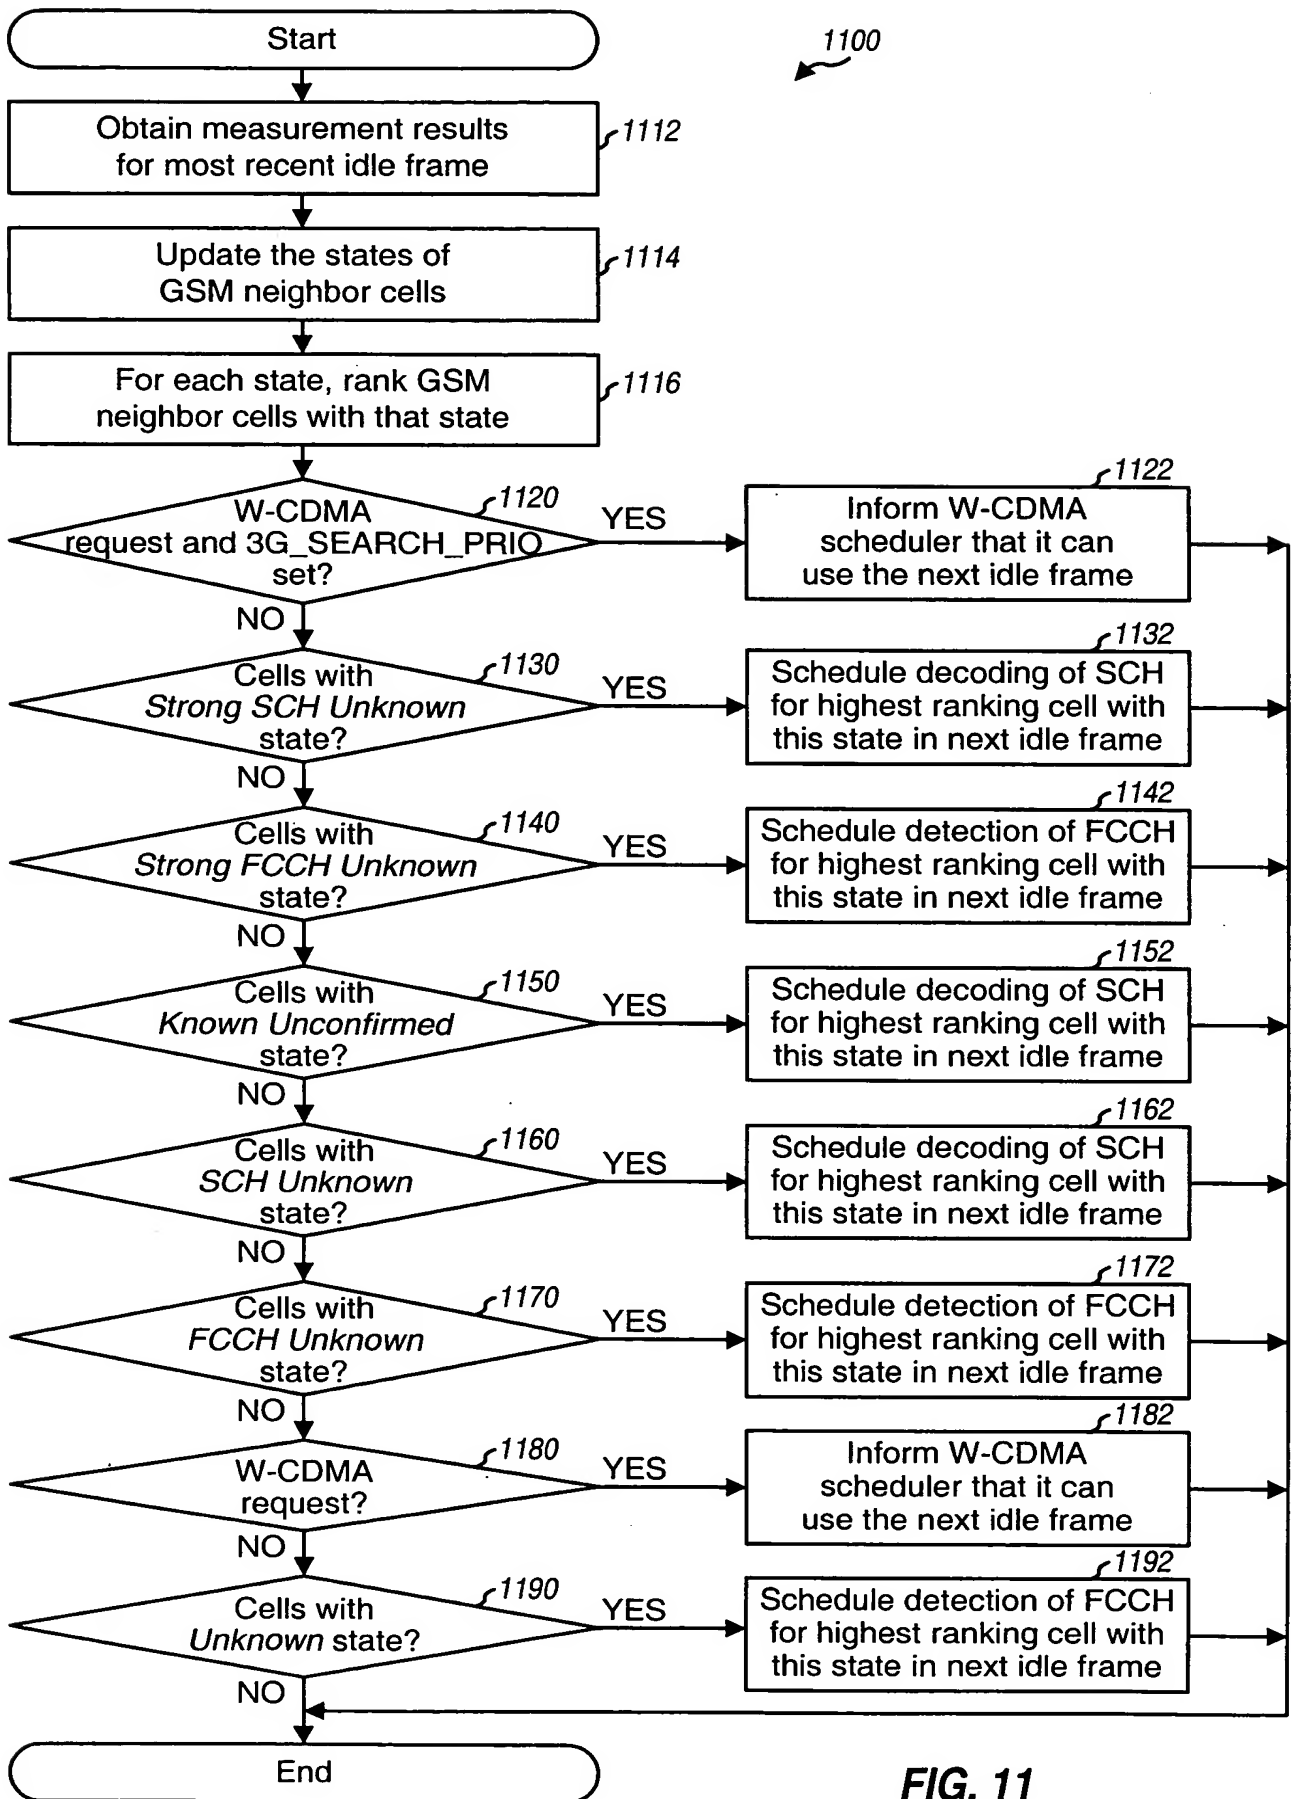 Start
1100
Obtain measurement results
for most recent idle frame
1112
Update the states of
GSM neighbor cells
1114
For each state, rank GSM
neighbor cells with that state
1116
W-CDMA
request and 3G_SEARCH_PRIO
set?
1120
YES
NO
Inform W-CDMA
scheduler that it can
use the next idle frame
1122
Cells with
Strong SCH Unknown
state?
1130
YES
NO
Schedule decoding of SCH
for highest ranking cell with
this state in next idle frame
1132
Cells with
Strong FCCH Unknown
state?
1140
YES
NO
Schedule detection of FCCH
for highest ranking cell with
this state in next idle frame
1142
Cells with
Known Unconfirmed
state?
1150
YES
NO
Schedule decoding of SCH
for highest ranking cell with
this state in next idle frame
1152
Cells with
SCH Unknown
state?
1160
YES
NO
Schedule decoding of SCH
for highest ranking cell with
this state in next idle frame
1162
Cells with
FCCH Unknown
state?
1170
YES
NO
Schedule detection of FCCH
for highest ranking cell with
this state in next idle frame
1172
W-CDMA
request?
1180
YES
NO
Inform W-CDMA
scheduler that it can
use the next idle frame
1182
Cells with
Unknown state?
1190
YES
NO
Schedule detection of FCCH
for highest ranking cell with
this state in next idle frame
1192
End
FIG. 11